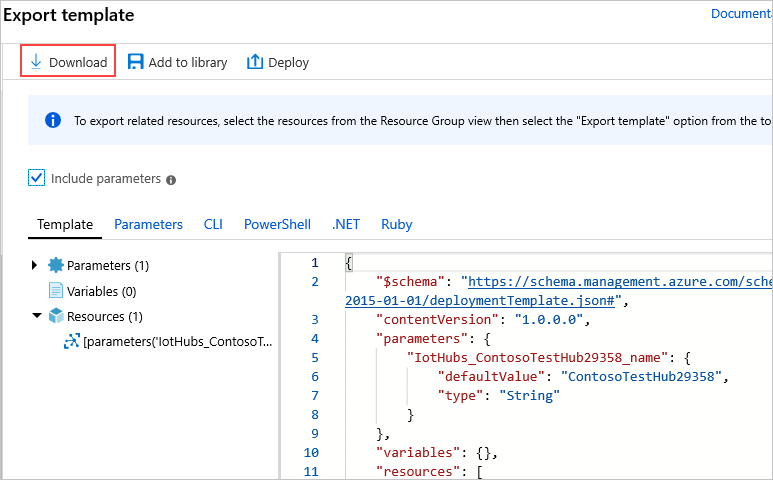 Export template
Documenta
Download Add to library Deploy
To export related resources, select the resources from the Resource Group view then select the "Export template" option from the to
Include parameters
Template Parameters CLI PowerShell .NET Ruby
Parameters (1)
Variables (0)
Resources (1)
[parameters('IotHubs_ContosoT...
1 {
2 "$schema": "https://schema.management.azure.com/sche
2015-01-01/deploymentTemplate.json#",
3 "contentVersion": "1.0.0.0",
4 "parameters": {
5 "IotHubs_ContosoTestHub29358_name": {
6 "defaultValue": "ContosoTestHub29358",
7 "type": "String"
8 }
9 },
10 "variables": {},
11 "resources": [